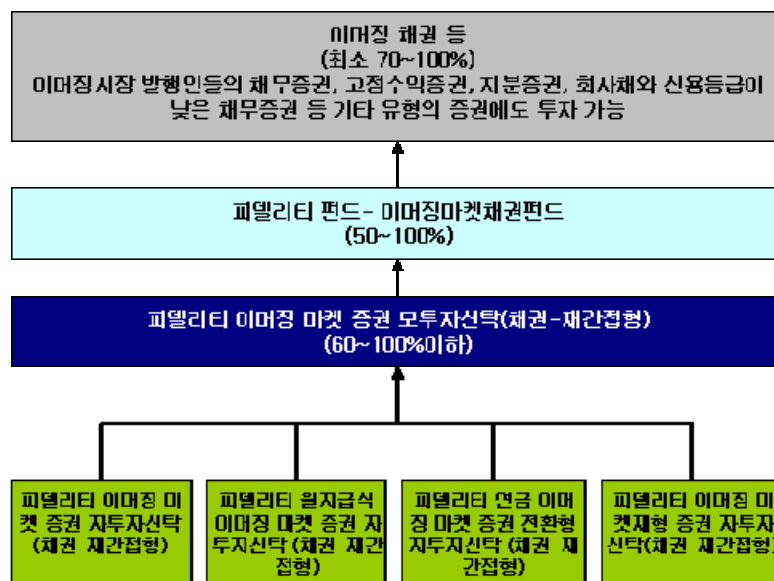 이머징 채권 등
(최소 70~100%)
이머징시장 발행인들의 채무증권, 고정수익증권, 지분증권, 회사채와 신용등급이
낮은 채무증권 등 기타 유형의 증권에도 투자 가능
피델리티 펀드- 이머징마켓채권펀드
(50~100%)
피델리티 이머징 마켓 증권 모투자신탁(채권-재간접형)
(60~100%이하)
피델리티 이머징 마
켓 증권 자투자신탁
(채권 재간접형)
피델리티 월지급식
이머징 마켓 증권 자
투자신탁 (채권 재간
접형)
피델리티 연금 이머
징 마켓 증권 전환형
자투자신탁 (채권 재
간접형)
피델리티 이머징 마
켓재형 증권 자투자
신탁(채권 재간접형)